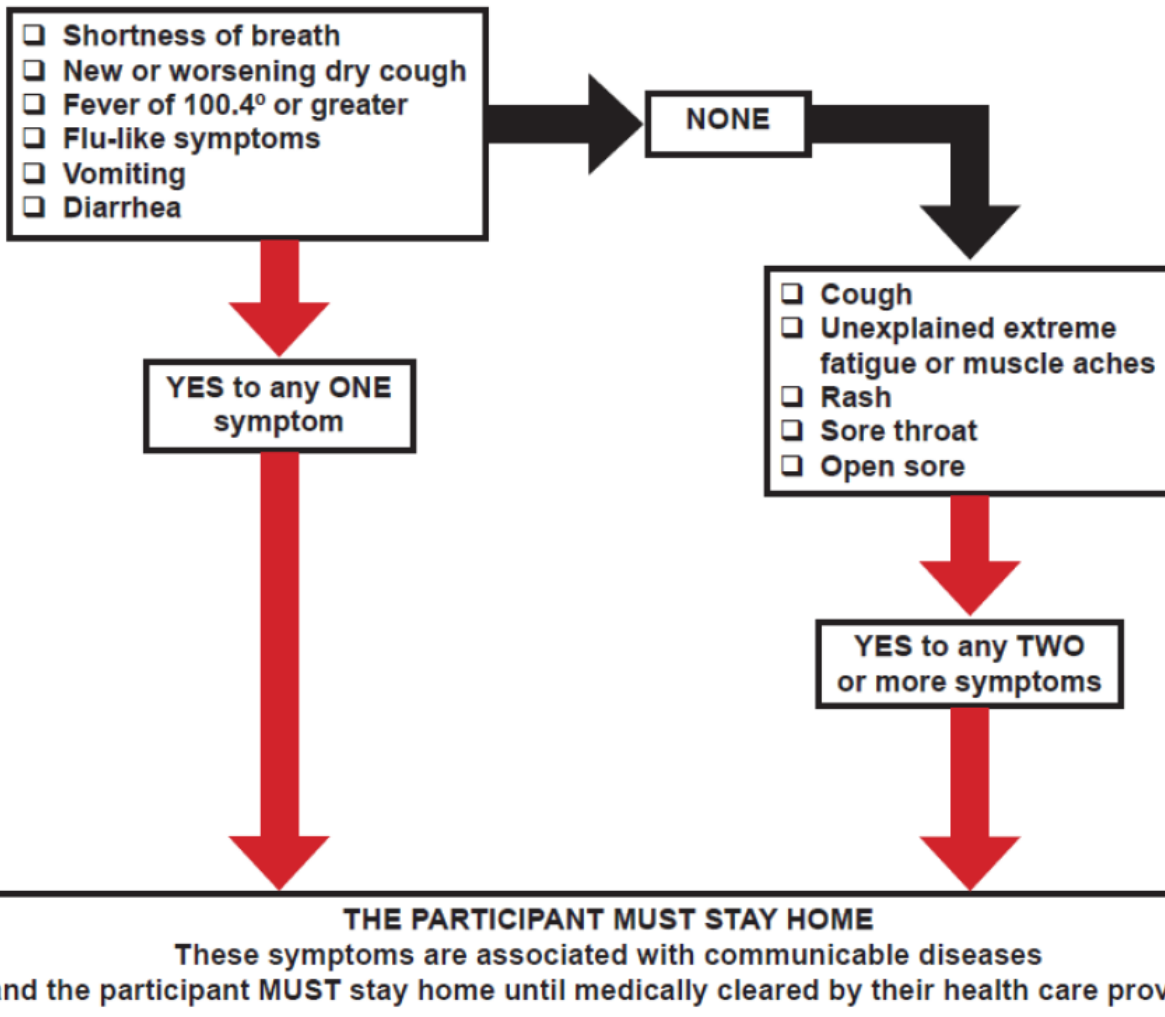 ❑ Shortness of breath
❑ New or worsening dry cough
❑ Fever of 100.4º or greater
❑ Flu-like symptoms
❑ Vomiting
❑ Diarrhea
NONE
❑ Cough
❑ Unexplained extreme
fatigue or muscle aches
❑ Rash
❑ Sore throat
❑ Open sore
YES to any ONE
symptom
YES to any TWO
or more symptoms
THE PARTICIPANT MUST STAY HOME
These symptoms are associated with communicable diseases
and the participant MUST stay home until medically cleared by their health care prov